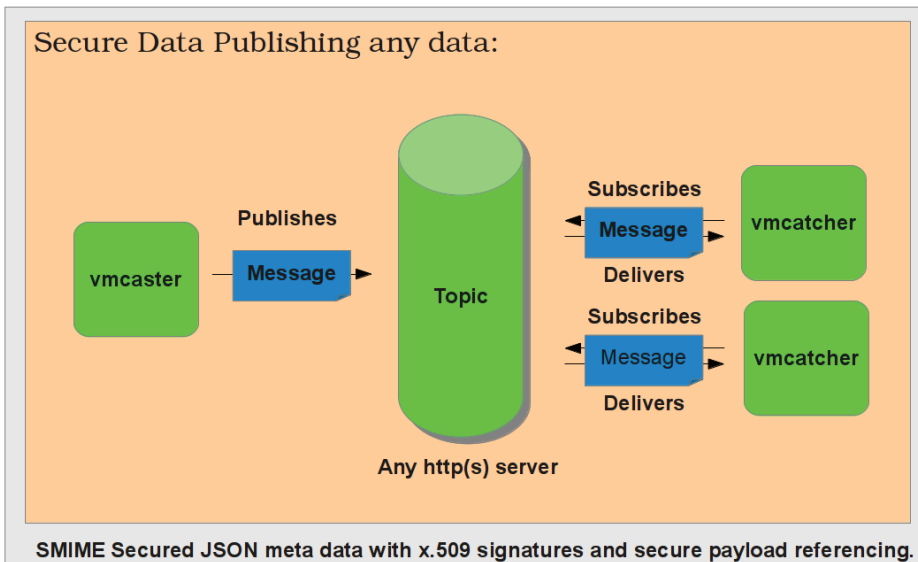 Secure Data Publishing any data:
Publishes
Message
vmcaster
Topic
Any http(s) server
Subscribes
Message
Delivers
vmcatcher
Subscribes
Message
Delivers
vmcatcher
SMIME Secured JSON meta data with x.509 signatures and secure payload referencing.